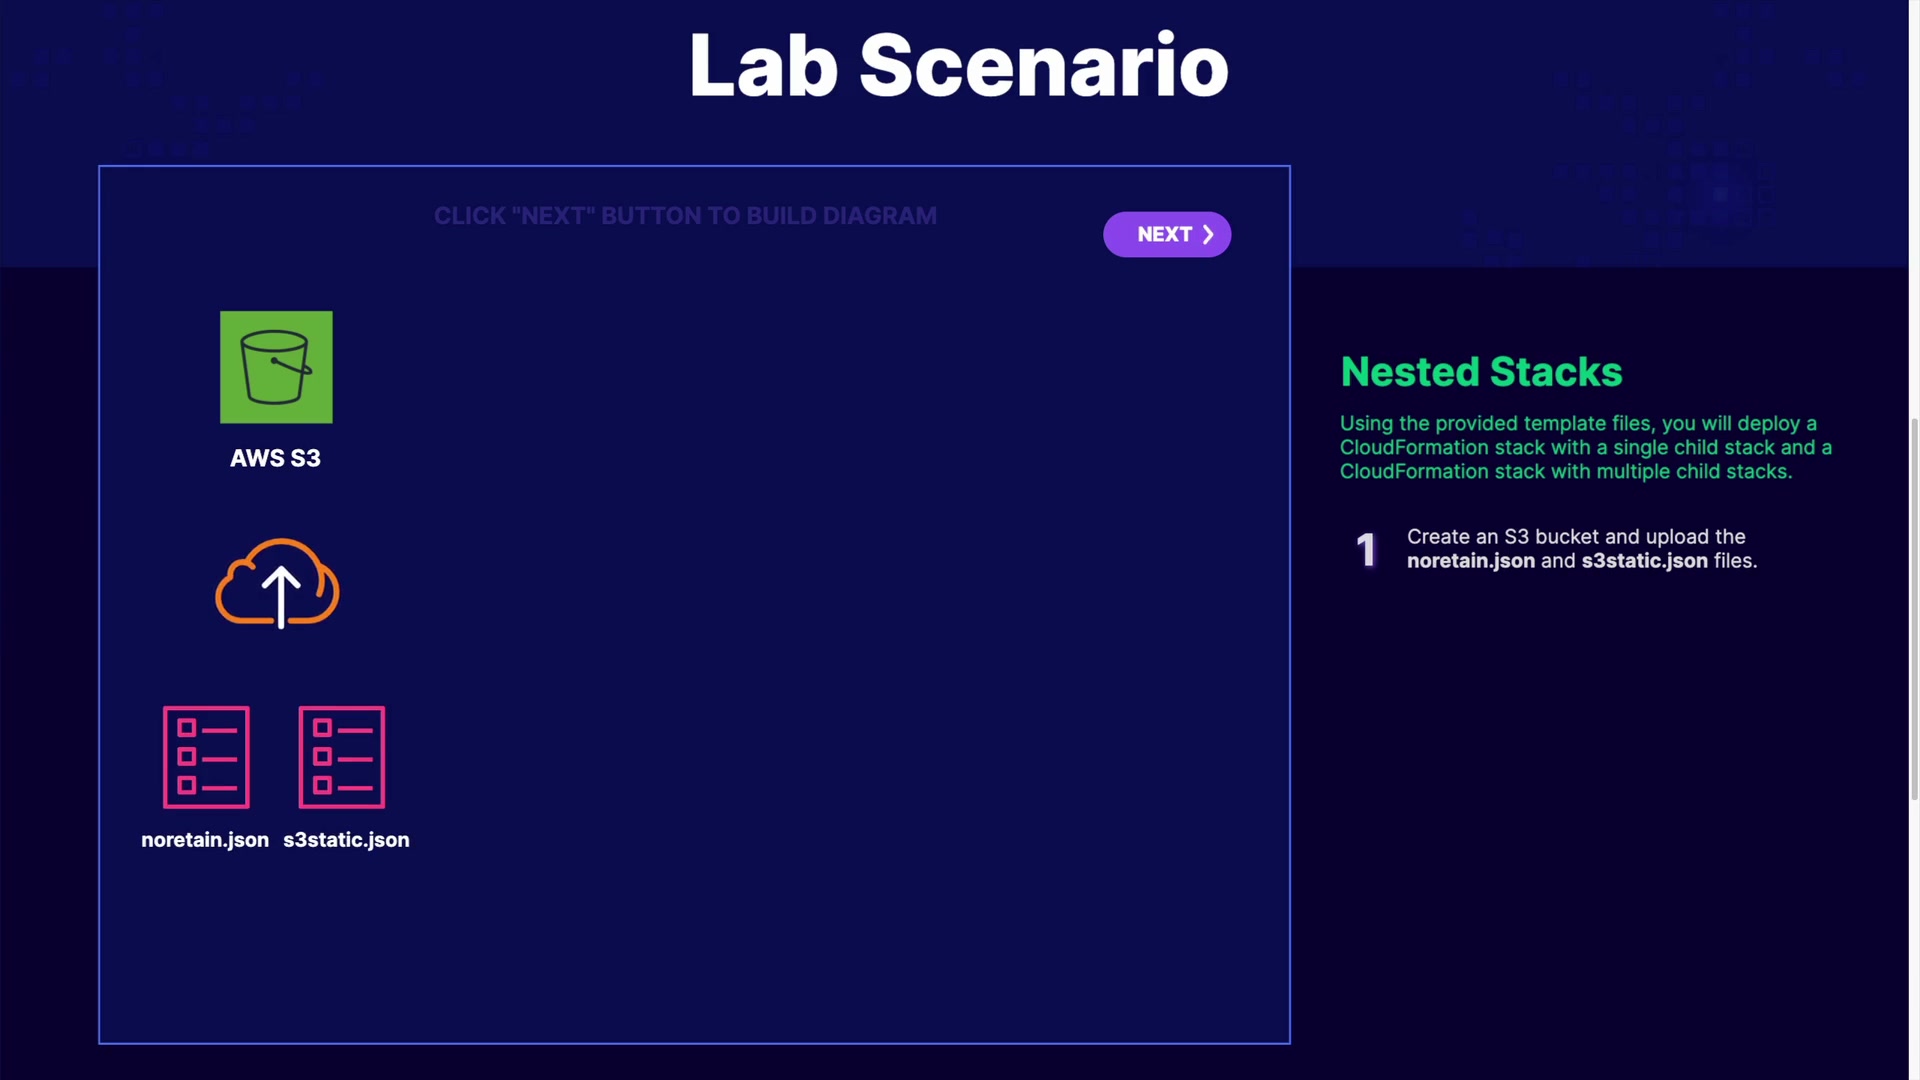 Lab Scenario
CLICK "NEXT" BUTTON TO BUILD DIAGRAM
NEXT
AWS S3
noretain.json
s3static.json
Nested Stacks
Using the provided template files, you will deploy a
CloudFormation stack with a single child stack and a
CloudFormation stack with multiple child stacks.
1
Create an S3 bucket and upload the
noretain.json and s3static.json files.